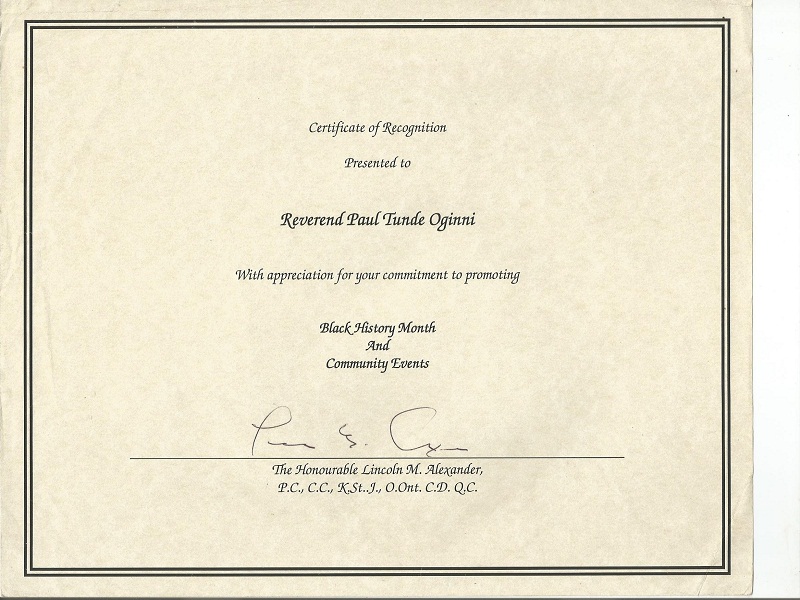 Certificate of Recognition
Presented to
Reverend Paul Tunde Oginni
With appreciation for your commitment to promoting
Black History Month
And
Community Events
The Honourable Lincoln M. Alexander,
P.C., C.C., K.St..J., O.Ont. C.D. Q.C.